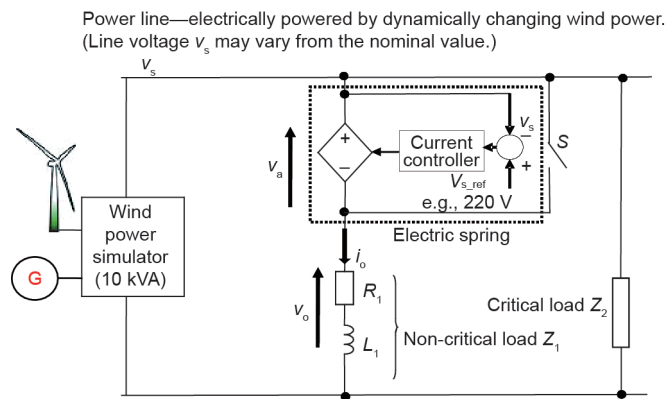 Power line—electrically powered by dynamically changing wind power.
(Line voltage vs may vary from the nominal value.)
vs
vs
−
+
S
+
−
va
Current
controller
Vs_ref
e.g., 220 V
Electric spring
Wind
power
simulator
(10 kVA)
G
io
vo
R1
L1
Non-critical load Z1
Critical load Z2